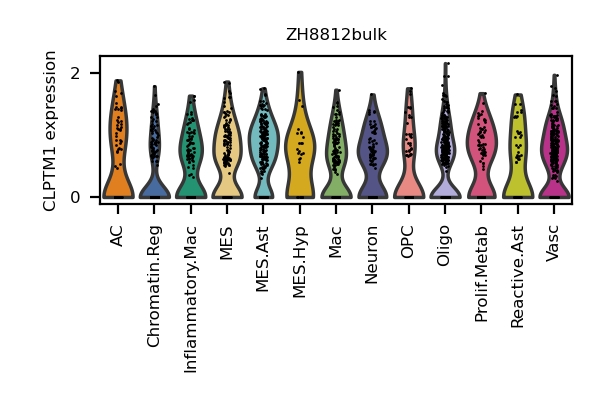 ZH8812bulk
CLPTM1 expression
2
0
AC
Chromatin.Reg
Inflammatory.Mac
MES
MES.Ast
MES.Hyp
Mac
Neuron
OPC
Oligo
Prolif.Metab
Reactive.Ast
Vasc